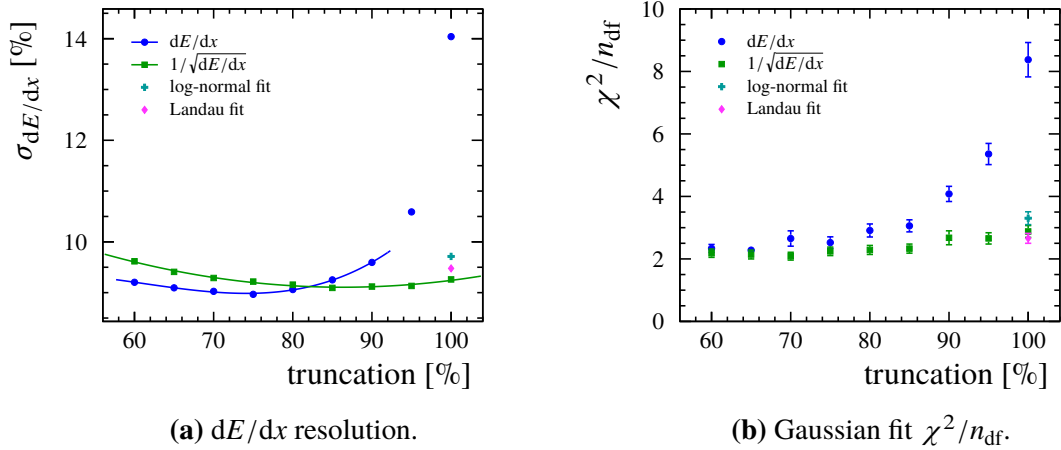 σ_{dE/dx} [%]
14
12
10
60 70 80 90 100
truncation [%]
dE/dx
1/√dE/dx
log-normal fit
Landau fit
(a) dE/dx resolution.
χ²/n_df
10
8
6
4
2
0
60 70 80 90 100
truncation [%]
dE/dx
1/√dE/dx
log-normal fit
Landau fit
(b) Gaussian fit χ²/n_df.